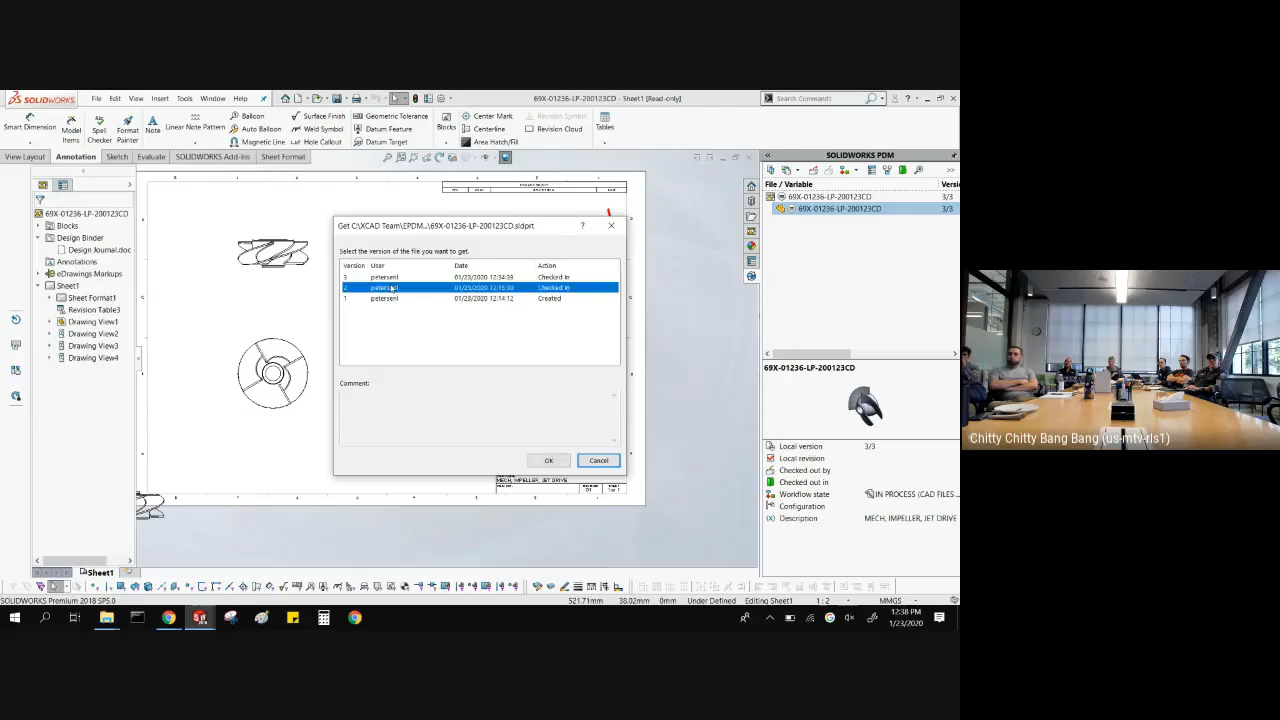 SOLIDWORKS File Edit View Insert Tools Window Help 69X-01236-LP-200123CD - Sheet1 [Read-only] Search Commands
Smart Dimension Model Items Spell Checker Format Painter Note Linear Note Pattern
Balloon Surface Finish Geometric Tolerance Blocks Center Mark Revision Symbol Tables
Auto Balloon Weld Symbol Datum Feature Centerline Revision Cloud
Magnetic Line Hole Callout Datum Target Area Hatch/Fill
View Layout Annotation Sketch Evaluate SOLIDWORKS Add-Ins Sheet Format
69X-01236-LP-200123CD
Blocks
Design Binder
Design Journal.doc
Annotations
eDrawings Markups
Sheet1
Sheet Format1
Revision Table3
Drawing View1
Drawing View2
Drawing View3
Drawing View4
Get C:\XCAD Team\EPDM...\69X-01236-LP-200123CD.sldprt ?
Select the version of the file you want to get.
Version User Date Action
3 petersenl 01/23/2020 12:34:38 Checked in
2 petersenl Checked in
1 petersenl 01/23/2020 12:14:12 Created
Comment:
OK Cancel
MECH, IMPELLER, JET DRIVE
SOLIDWORKS PDM
File / Variable Versio
69X-01236-LP-200123CD 3/3
69X-01236-LP-200123CD 3/3
69X-01236-LP-200123CD
Local version 3/3
Local revision
Checked out by
Checked out in
Workflow state IN PROCESS (CAD FILES ...
Configuration
Description MECH, IMPELLER, JET DRIVE
Sheet1
SOLIDWORKS Premium 2018 SP5.0 521.71mm 38.02mm 0mm Under Defined Editing Sheet1 1 : 2 MMGS
12:38 PM
1/23/2020
Chitty Chitty Bang Bang (us-mtv-rls1)